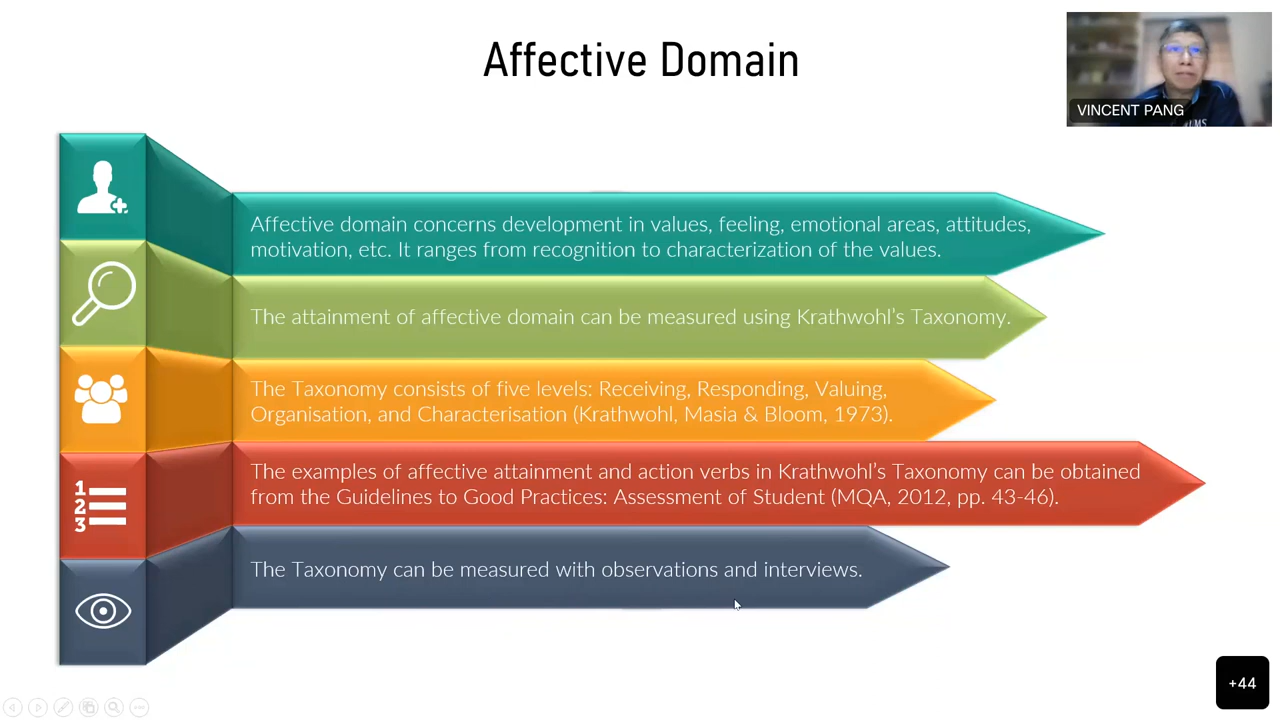 Affective Domain
VINCENT PANG
Affective domain concerns development in values, feeling, emotional areas, attitudes,
motivation, etc. It ranges from recognition to characterization of the values.
The attainment of affective domain can be measured using Krathwohl's Taxonomy.
The Taxonomy consists of five levels: Receiving, Responding, Valuing,
Organisation, and Characterisation (Krathwohl, Masia & Bloom, 1973).
1
2
3
The examples of affective attainment and action verbs in Krathwohl's Taxonomy can be obtained
from the Guidelines to Good Practices: Assessment of Student (MQA, 2012, pp. 43-46).
The Taxonomy can be measured with observations and interviews.
+44